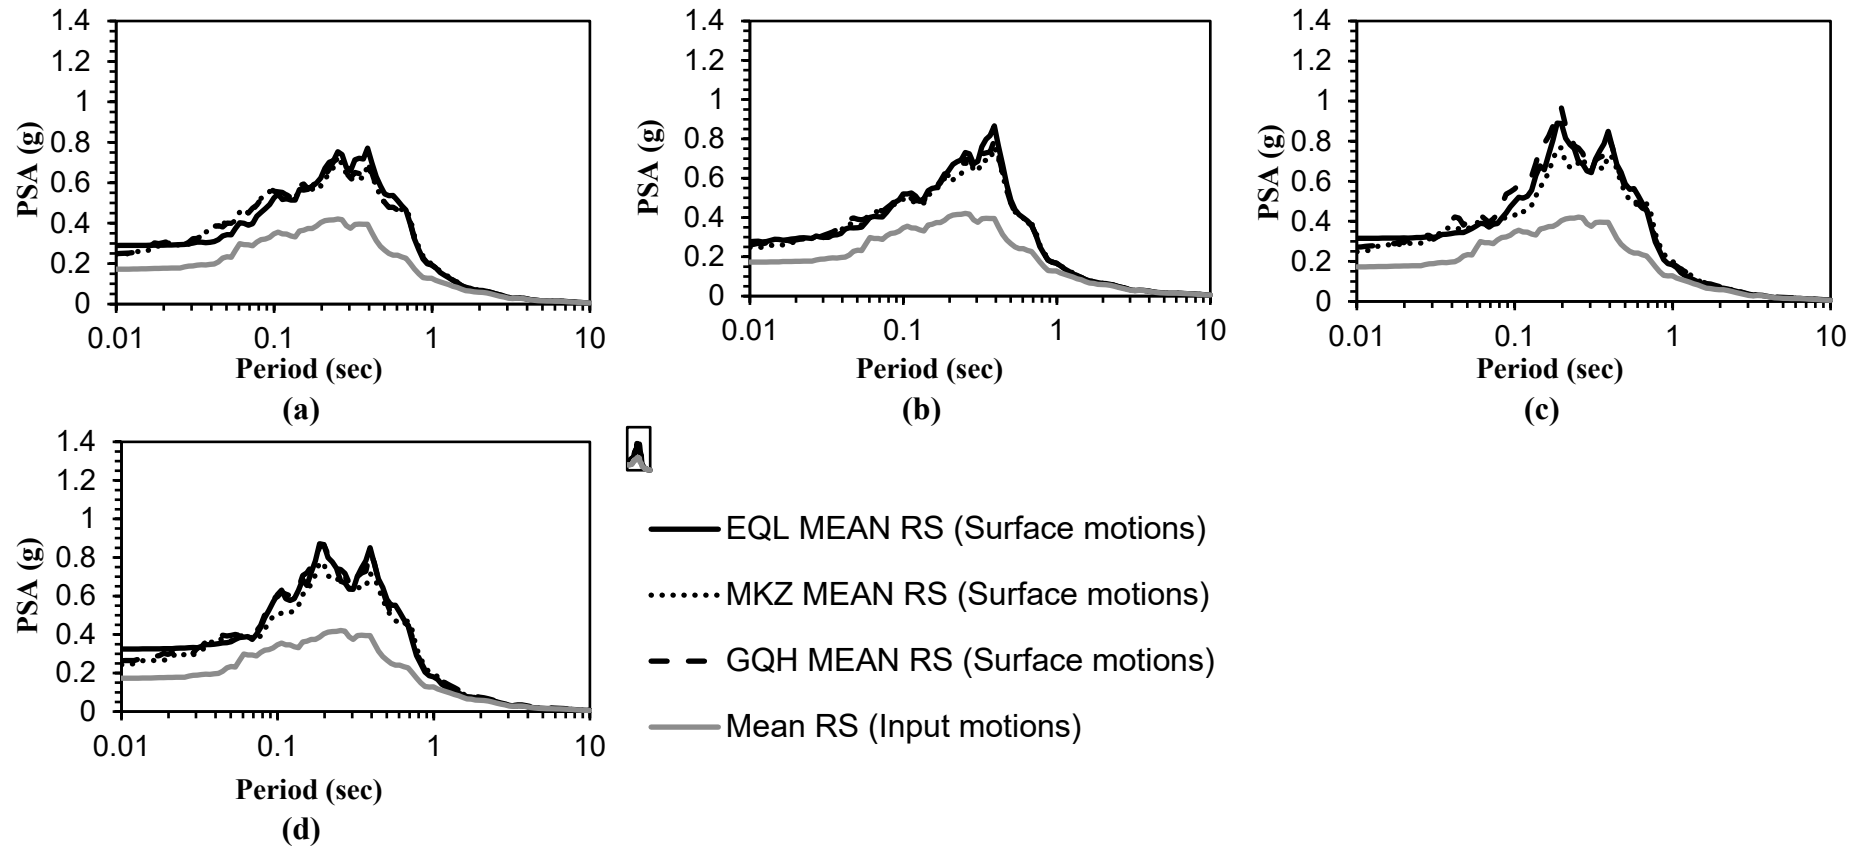 1.4
1.2
1
0.8
0.6
0.4
0.2
0
PSA (g)
0.01 0.1 1 10
Period (sec)
(a)
1.4
1.2
1
0.8
0.6
0.4
0.2
0
PSA (g)
0.01 0.1 1 10
Period (sec)
(b)
1.4
1.2
1
0.8
0.6
0.4
0.2
0
PSA (g)
0.01 0.1 1 10
Period (sec)
(c)
1.4
1.2
1
0.8
0.6
0.4
0.2
0
PSA (g)
0.01 0.1 1 10
Period (sec)
(d)
EQL MEAN RS (Surface motions)
MKZ MEAN RS (Surface motions)
GQH MEAN RS (Surface motions)
Mean RS (Input motions)